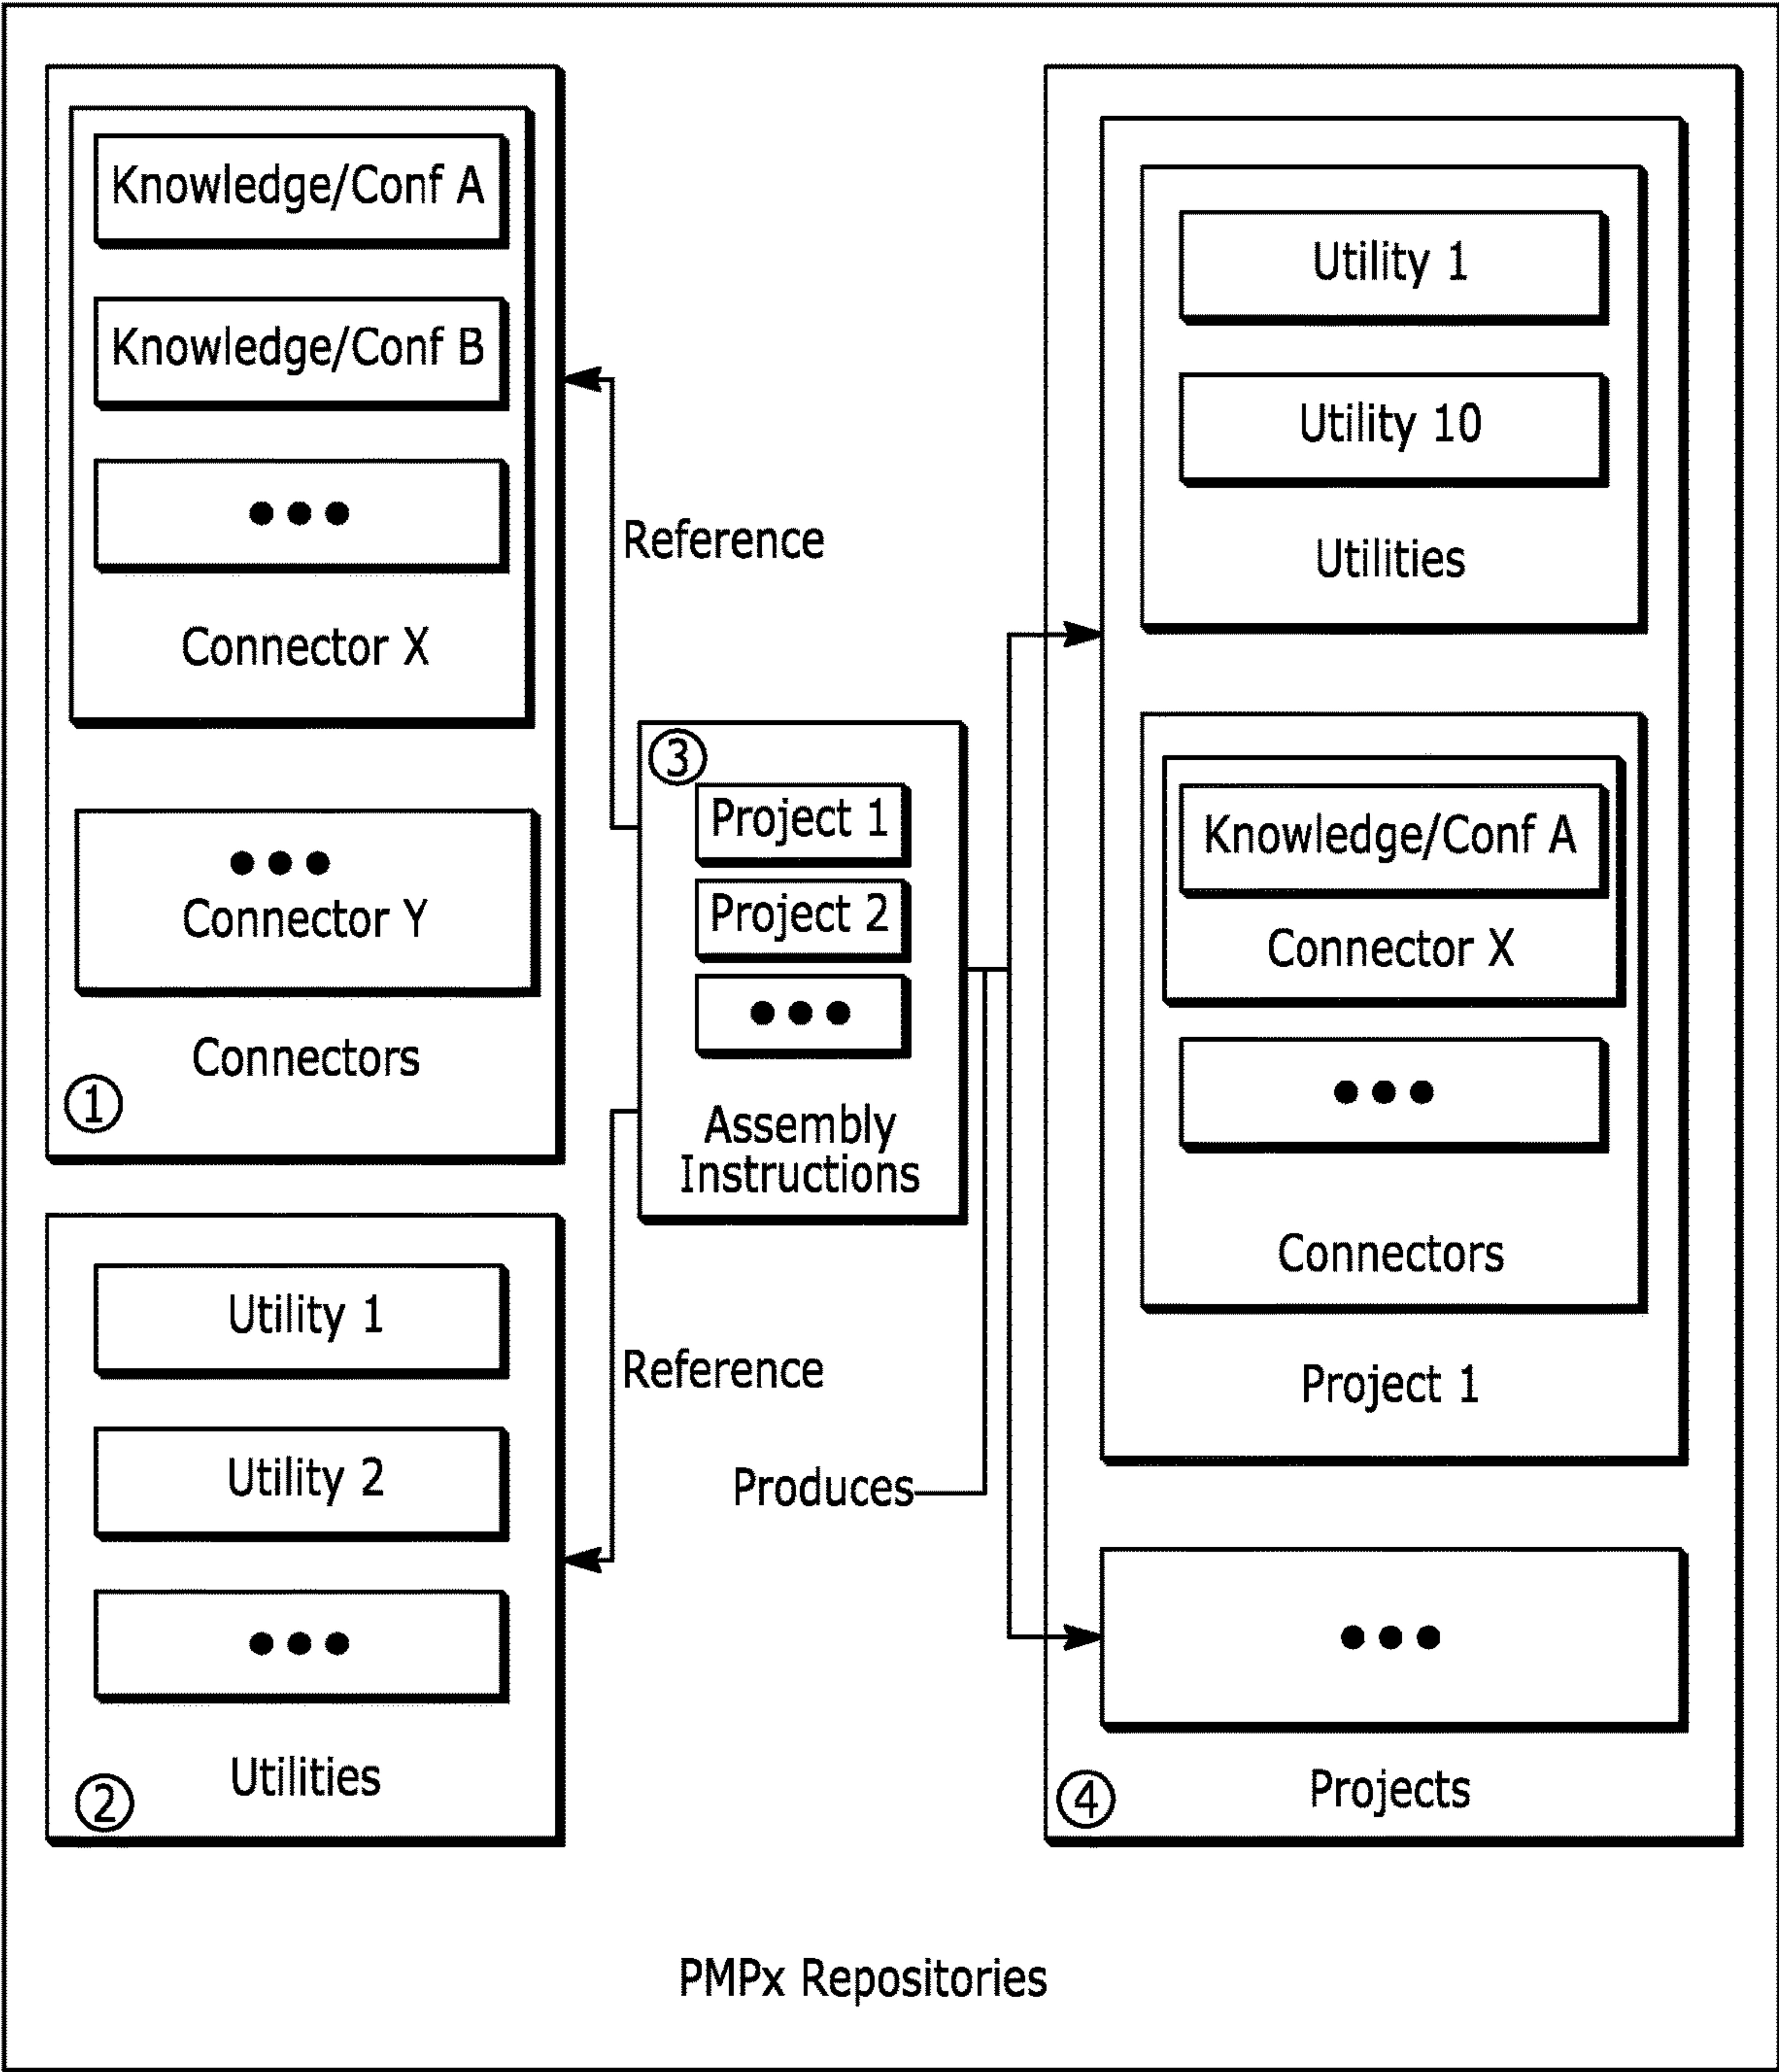 Knowledge/Conf A
Knowledge/Conf B
Connector X
Connector Y
Connectors
1
Utility 1
Utility 2
Utilities
2
Reference
3
Project 1
Project 2
Assembly
Instructions
Reference
Produces
Utility 1
Utility 10
Utilities
Knowledge/Conf A
Connector X
Connectors
Project 1
Projects
4
PMPx Repositories